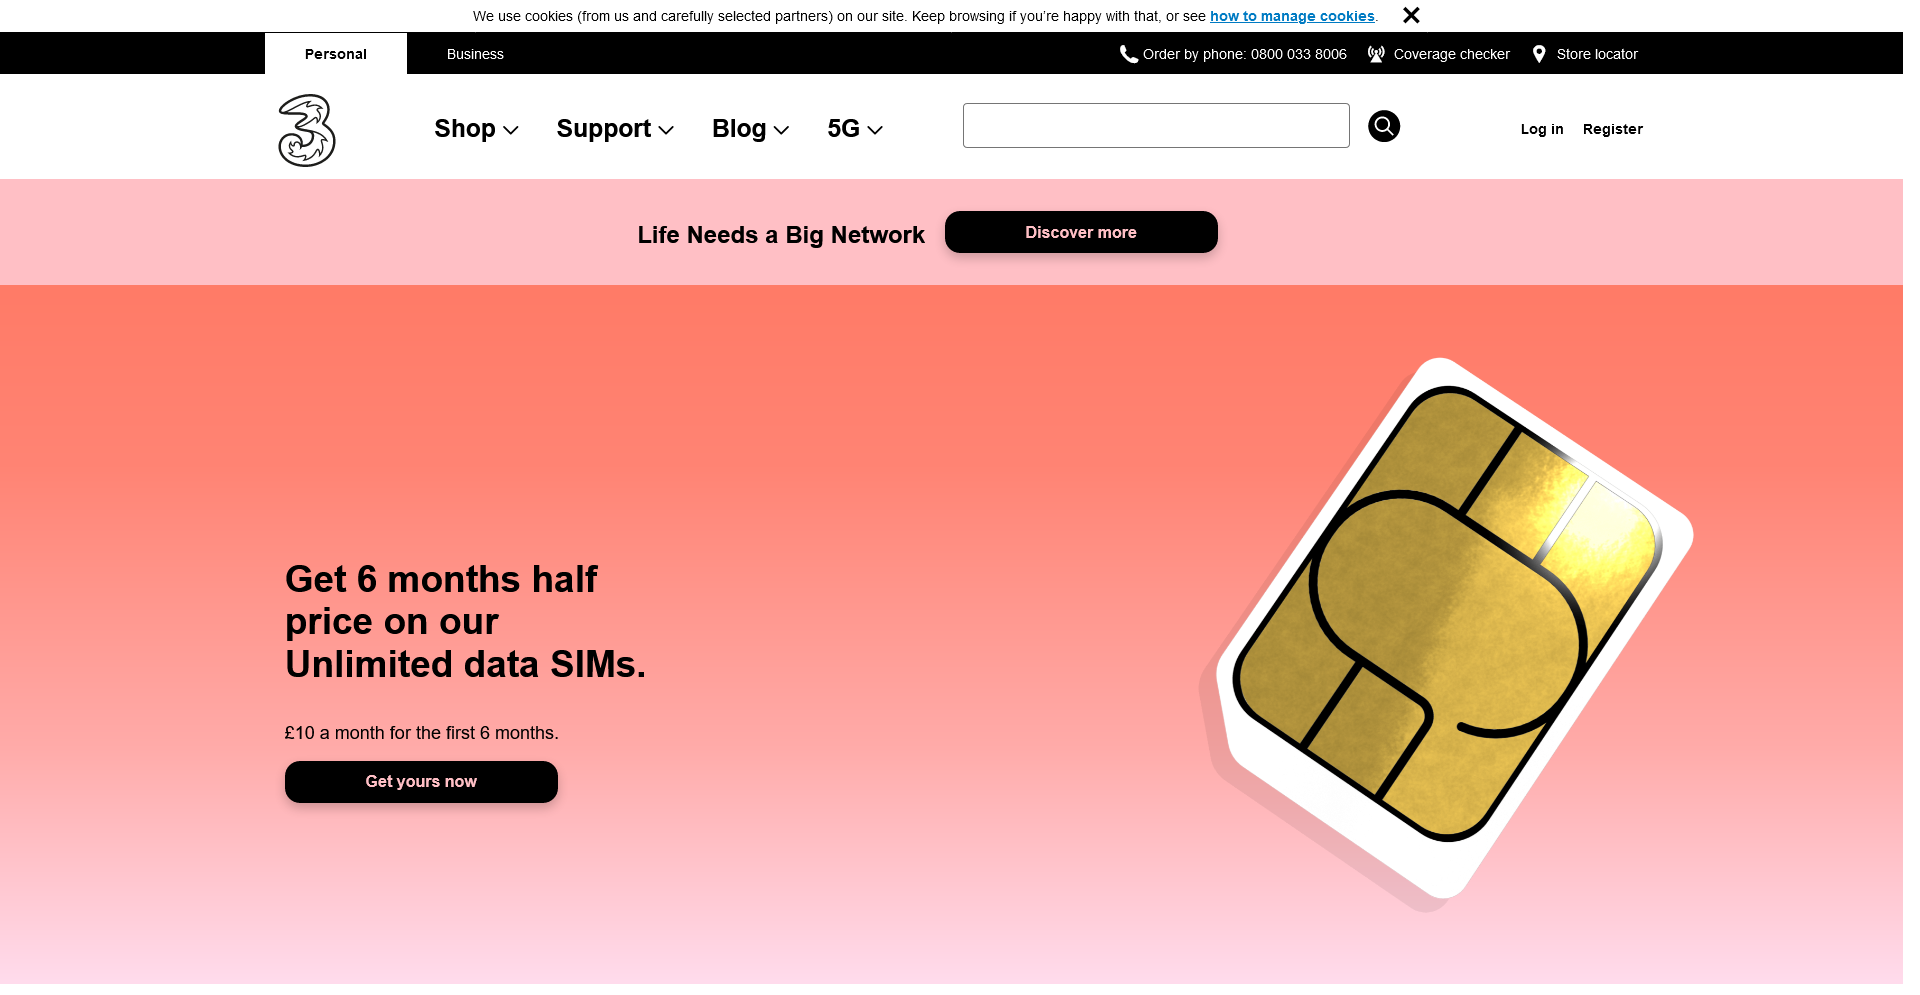 We use cookies (from us and carefully selected partners) on our site. Keep browsing if you're happy with that, or see how to manage cookies.
Personal
Business
Order by phone: 0800 033 8006
Coverage checker
Store locator
3
Shop
Support
Blog
5G
Log in
Register
Life Needs a Big Network
Discover more
Get 6 months half
price on our
Unlimited data SIMs.
£10 a month for the first 6 months.
Get yours now